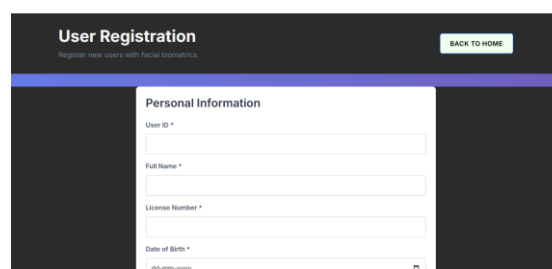 User Registration
Register new users with facial biometrics
BACK TO HOME
Personal Information
User ID *
Full Name *
License Number *
Date of Birth *
dd-mm-yyyy